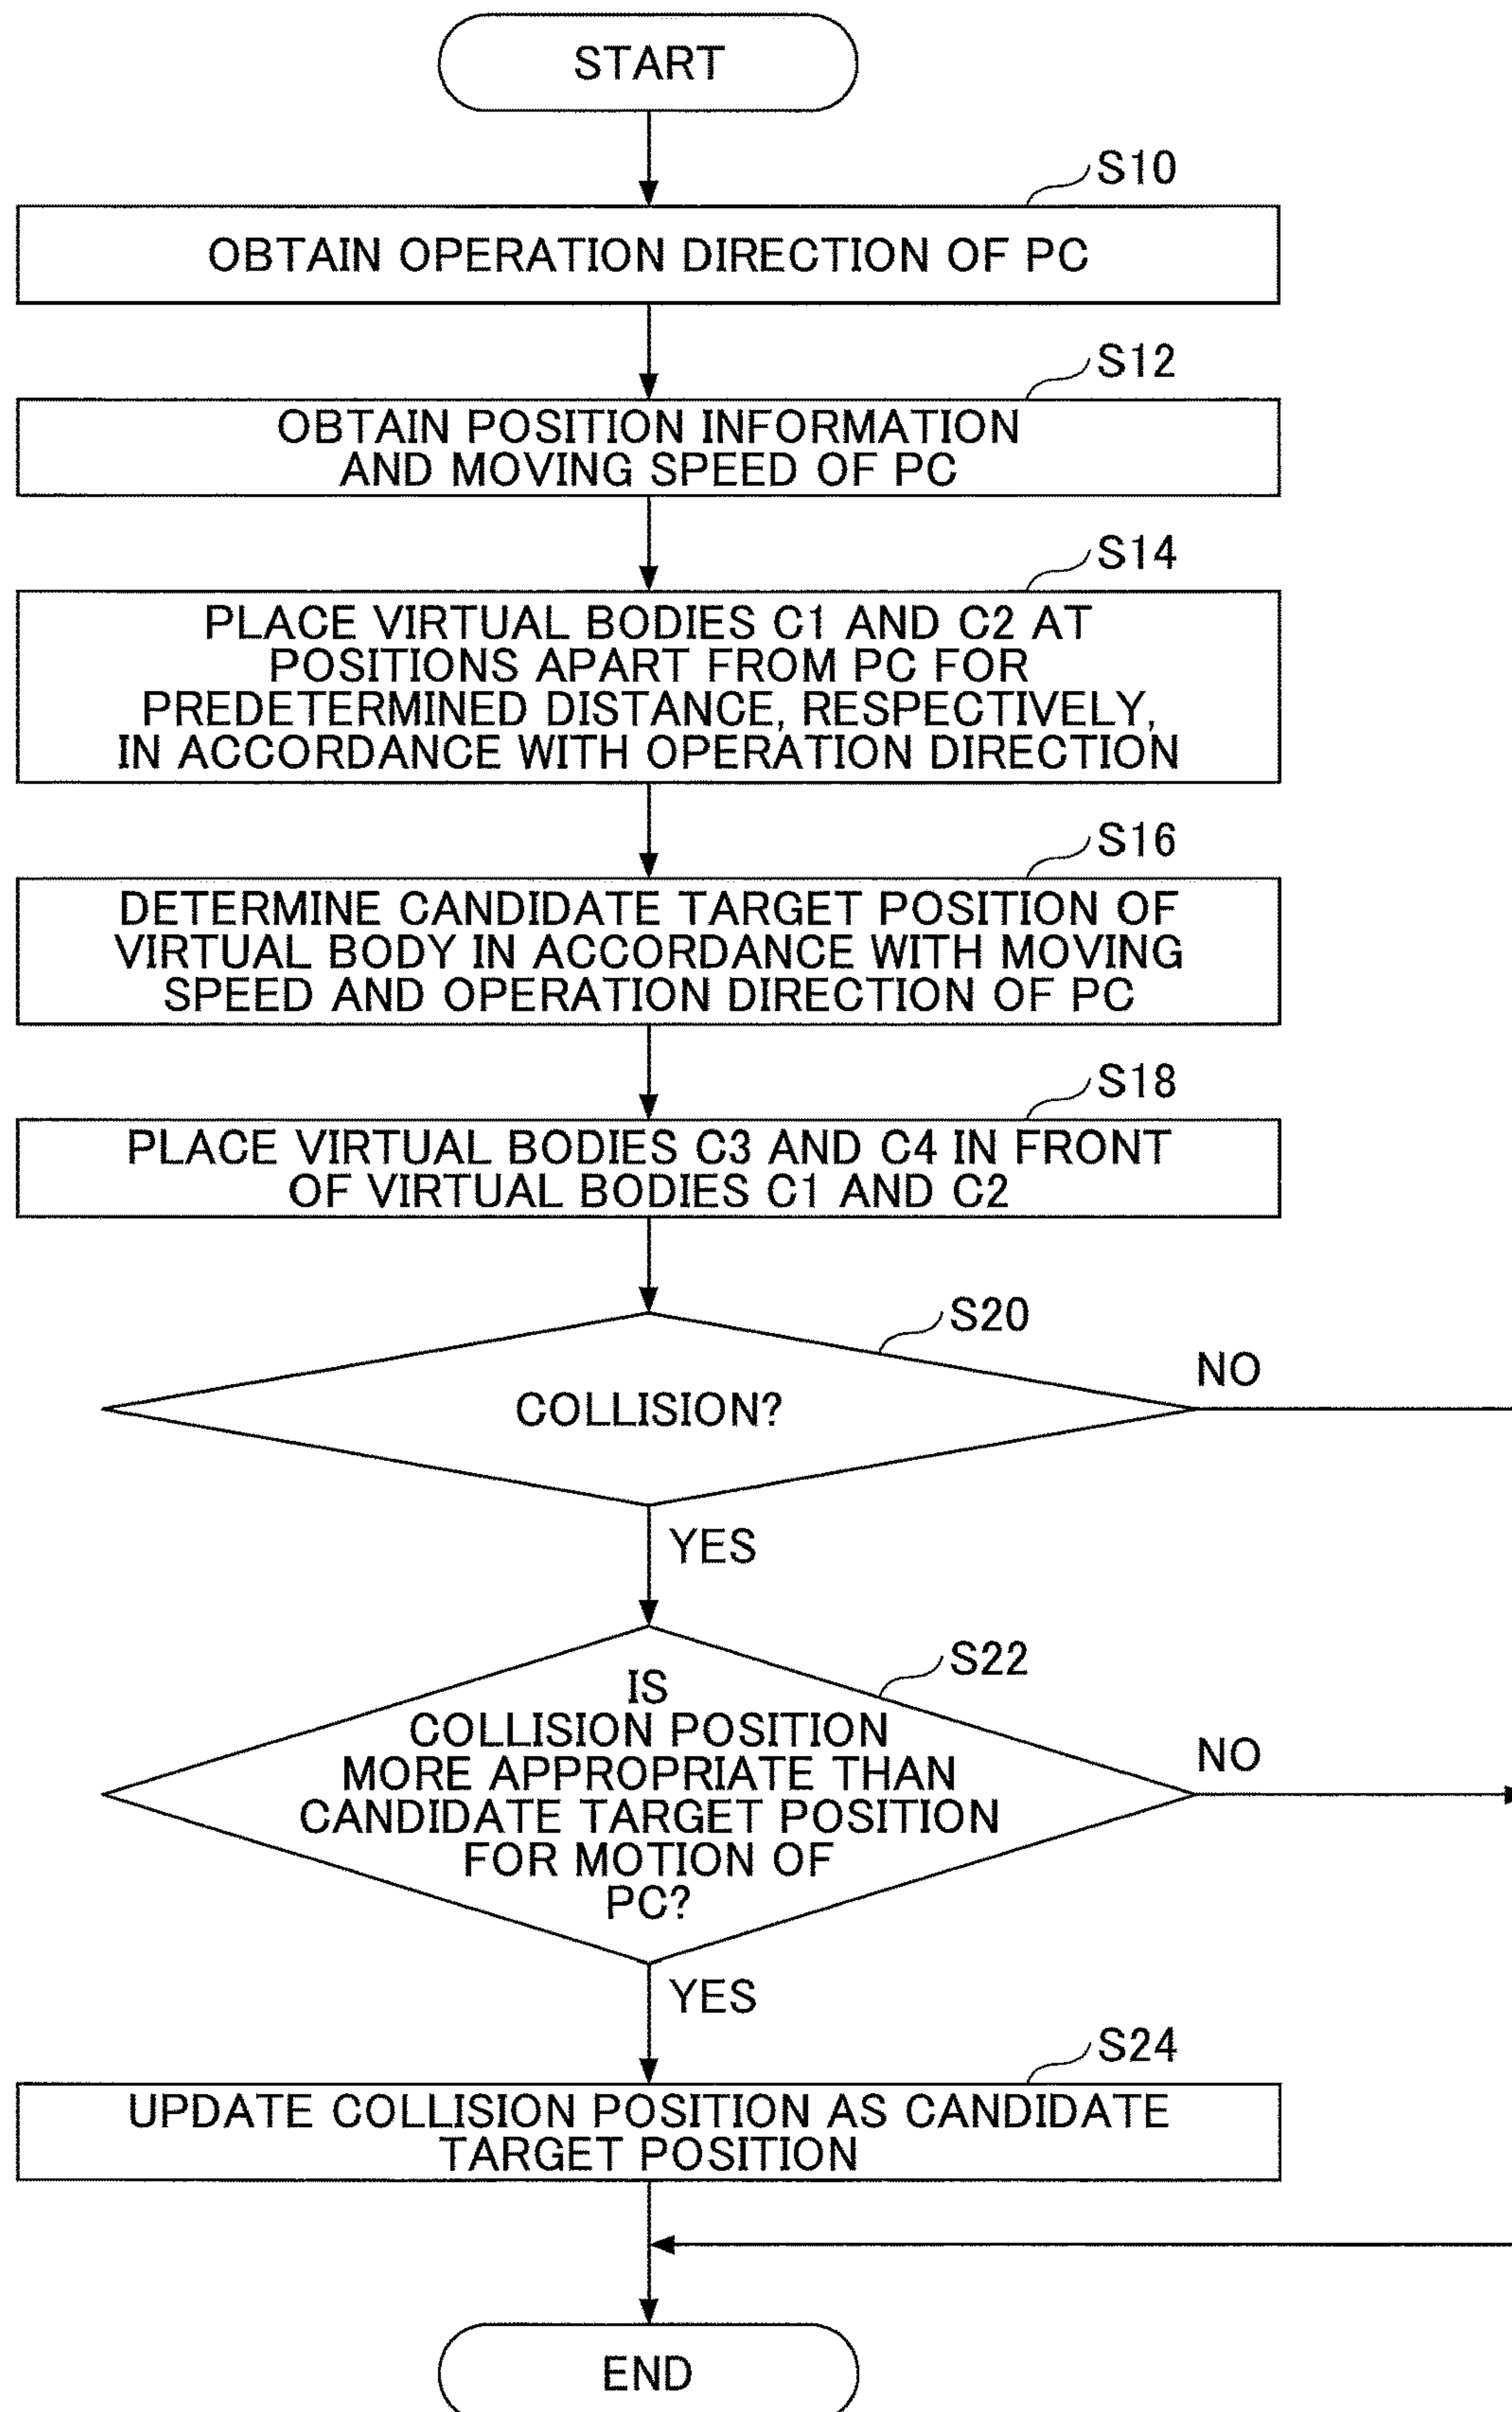 START
S10
OBTAIN OPERATION DIRECTION OF PC
S12
OBTAIN POSITION INFORMATION
AND MOVING SPEED OF PC
S14
PLACE VIRTUAL BODIES C1 AND C2 AT
POSITIONS APART FROM PC FOR
PREDETERMINED DISTANCE, RESPECTIVELY,
IN ACCORDANCE WITH OPERATION DIRECTION
S16
DETERMINE CANDIDATE TARGET POSITION OF
VIRTUAL BODY IN ACCORDANCE WITH MOVING
SPEED AND OPERATION DIRECTION OF PC
S18
PLACE VIRTUAL BODIES C3 AND C4 IN FRONT
OF VIRTUAL BODIES C1 AND C2
S20
NO
COLLISION?
YES
S22
IS
COLLISION POSITION
MORE APPROPRIATE THAN
CANDIDATE TARGET POSITION
FOR MOTION OF
PC?
NO
YES
S24
UPDATE COLLISION POSITION AS CANDIDATE
TARGET POSITION
END